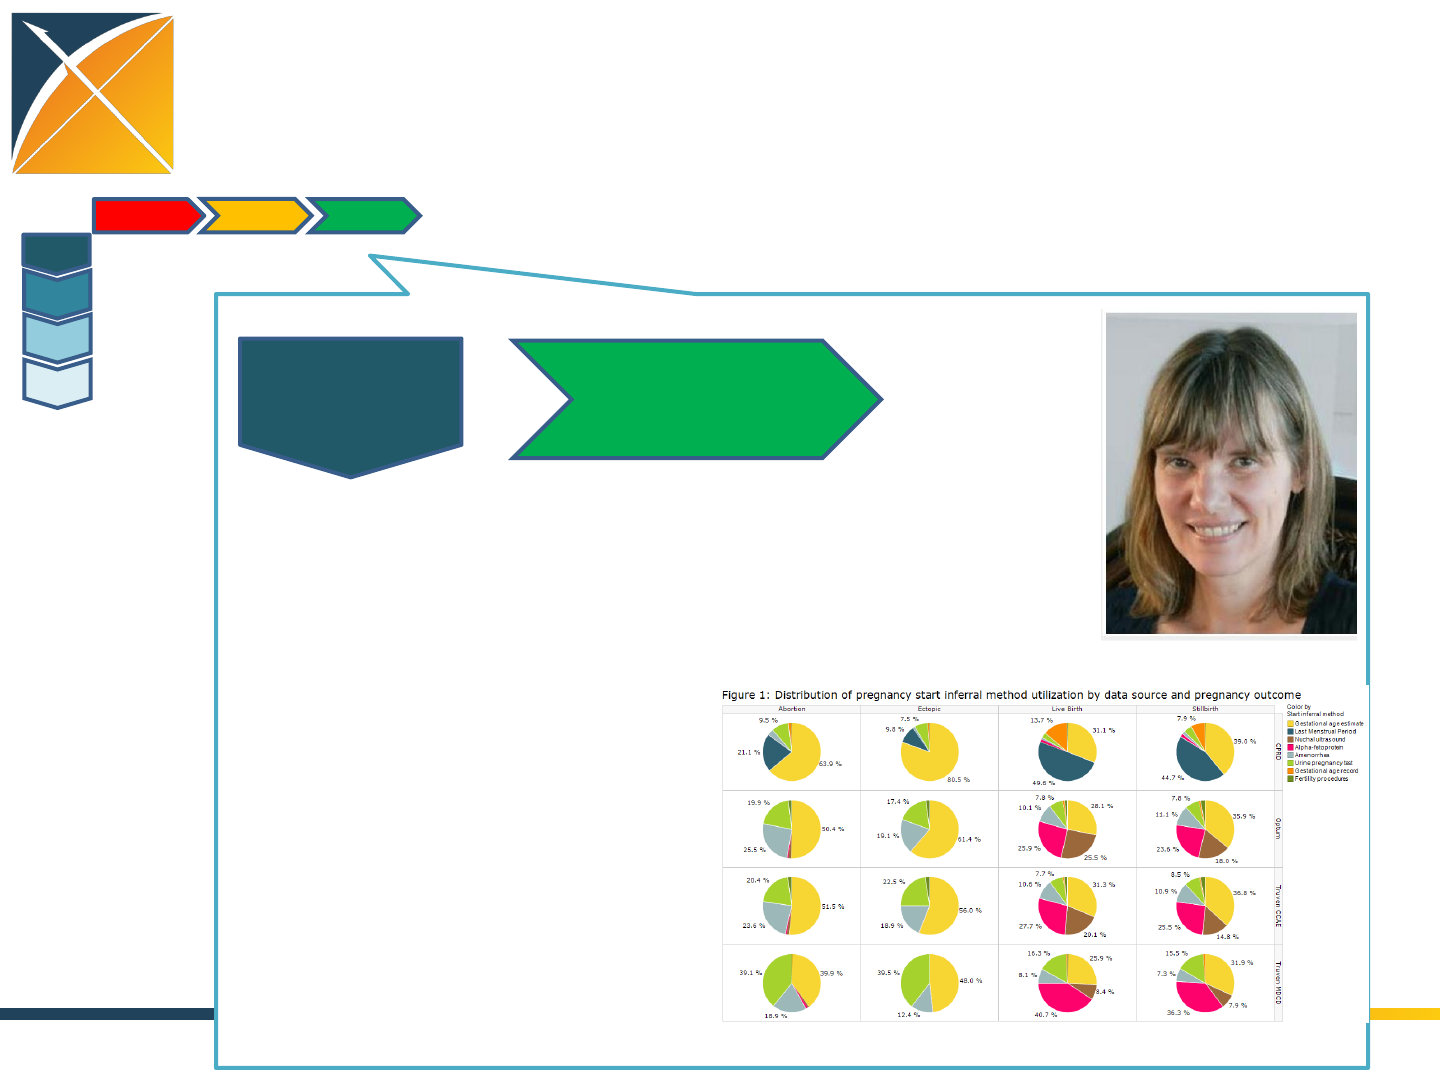 Figure 1: Distribution of pregnancy start inferral method utilization by data source and pregnancy outcome
Abortion Ectopic Live Birth Stillbirth
Color by
Start inferral method
Gestational age estimate
Last Menstrual Period
Nuchal ultrasound
Alpha-fetoprotein
Amenorrhea
Urine pregnancy test
Gestational age record
Fertility procedures
9.5 % 21.1 % 63.9 %
7.5 % 9.8 % 80.5 %
13.7 % 31.1 % 49.6 %
7.9 % 39.0 % 44.7 %
CPRD
19.9 % 50.4 % 25.5 %
17.4 % 19.1 % 61.4 %
7.8 % 10.1 % 28.1 % 25.9 % 25.5 %
7.8 % 11.1 % 35.9 % 23.6 % 18.0 %
Optum
20.4 % 51.5 % 23.6 %
22.5 % 56.0 % 18.9 %
7.7 % 10.6 % 31.3 % 27.7 % 20.1 %
8.5 % 10.9 % 36.8 % 25.5 % 14.8 %
Truven CCAE
39.1 % 39.9 % 18.9 %
39.5 % 48.0 % 12.4 %
16.3 % 25.9 % 8.1 % 8.4 % 40.7 %
15.5 % 31.9 % 7.3 % 7.9 % 36.3 %
Truven MDCD